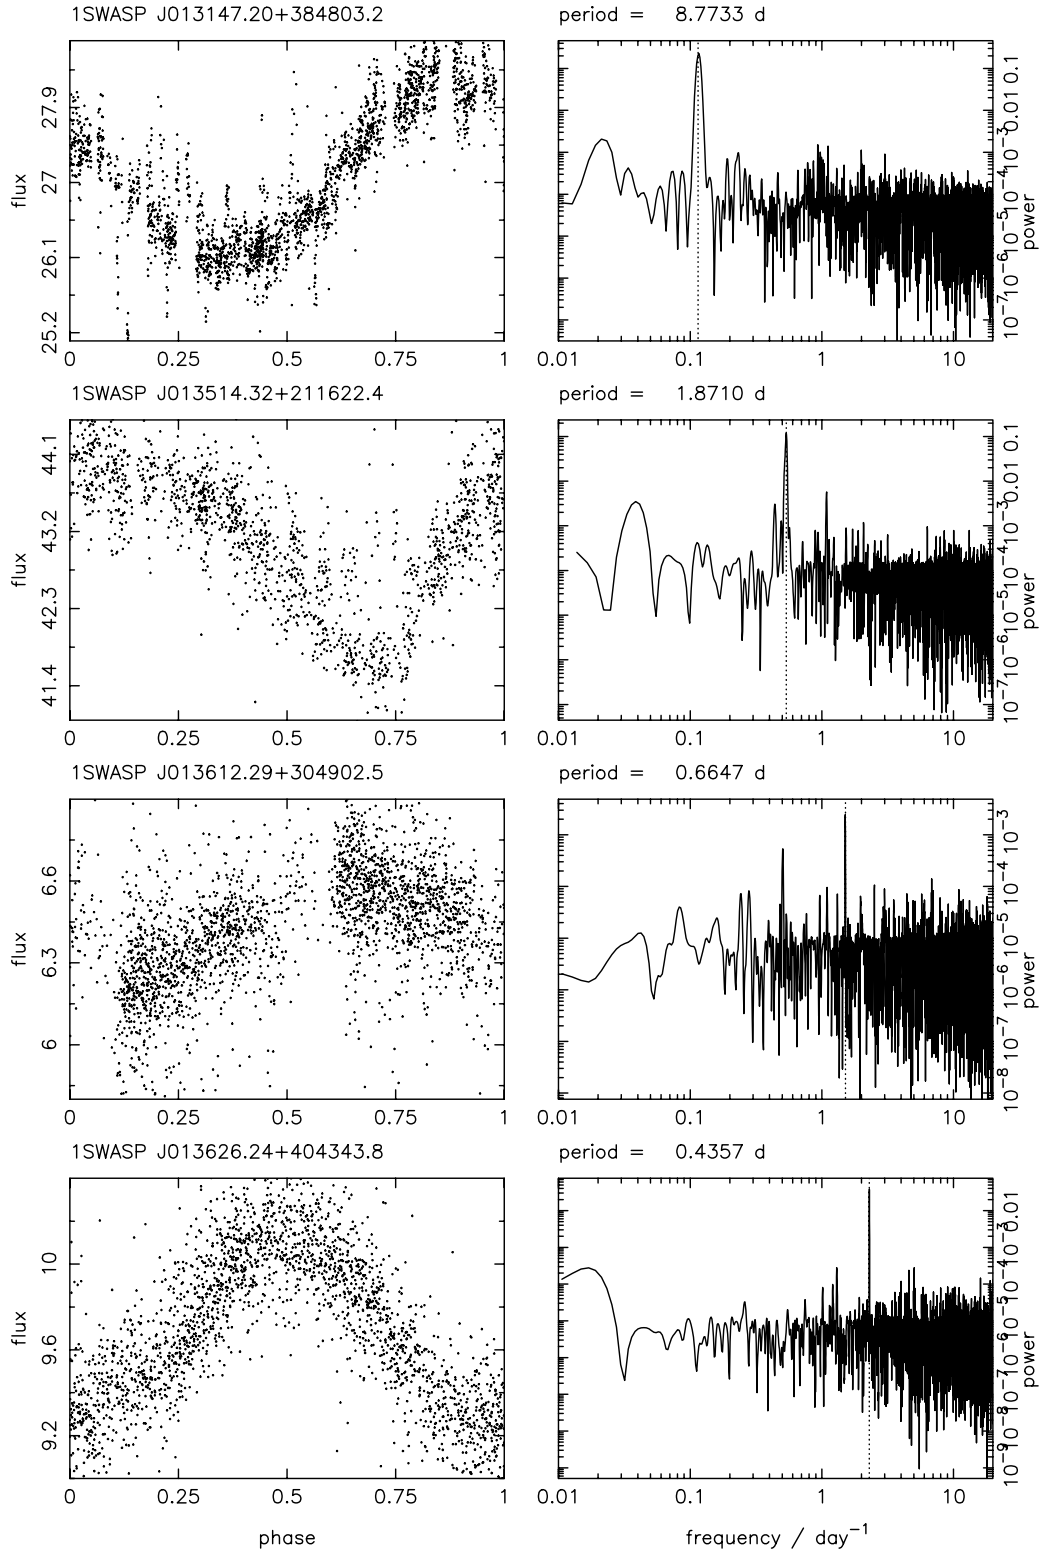 1SWASP J013147.20+384803.2
period = 8.7733 d
27.9
27
26.1
25.2
flux
0 0.25 0.5 0.75 1
0.1
0.01
10⁻³
10⁻⁴
10⁻⁵
10⁻⁶
10⁻⁷
power
0.01 0.1 1 10
1SWASP J013514.32+211622.4
period = 1.8710 d
44.1
43.2
42.3
41.4
flux
0 0.25 0.5 0.75 1
0.1
0.01
10⁻³
10⁻⁴
10⁻⁵
10⁻⁶
10⁻⁷
power
0.01 0.1 1 10
1SWASP J013612.29+304902.5
period = 0.6647 d
6.6
6.3
6
flux
0 0.25 0.5 0.75 1
10⁻³
10⁻⁴
10⁻⁵
10⁻⁶
10⁻⁷
10⁻⁸
power
0.01 0.1 1 10
1SWASP J013626.24+404343.8
period = 0.4357 d
10
9.6
9.2
flux
0 0.25 0.5 0.75 1
phase
0.01
10⁻³
10⁻⁴
10⁻⁵
10⁻⁶
10⁻⁷
10⁻⁸
10⁻⁹
power
0.01 0.1 1 10
frequency / day⁻¹